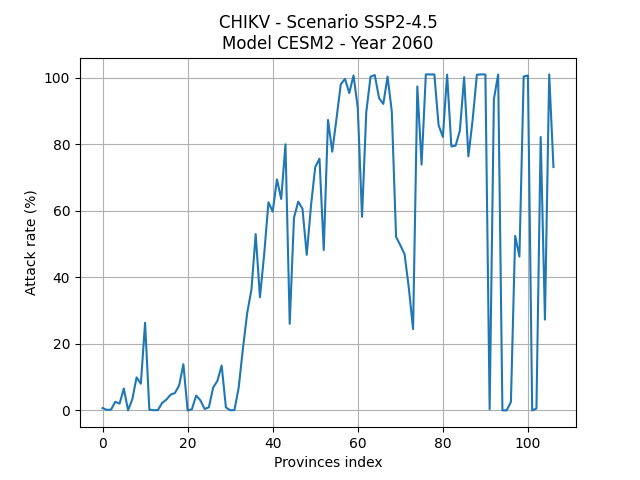 CHIKV - Scenario SSP2-4.5
Model CESM2 - Year 2060
100
80
60
40
20
0
Attack rate (%)
0 20 40 60 80 100
Provinces index